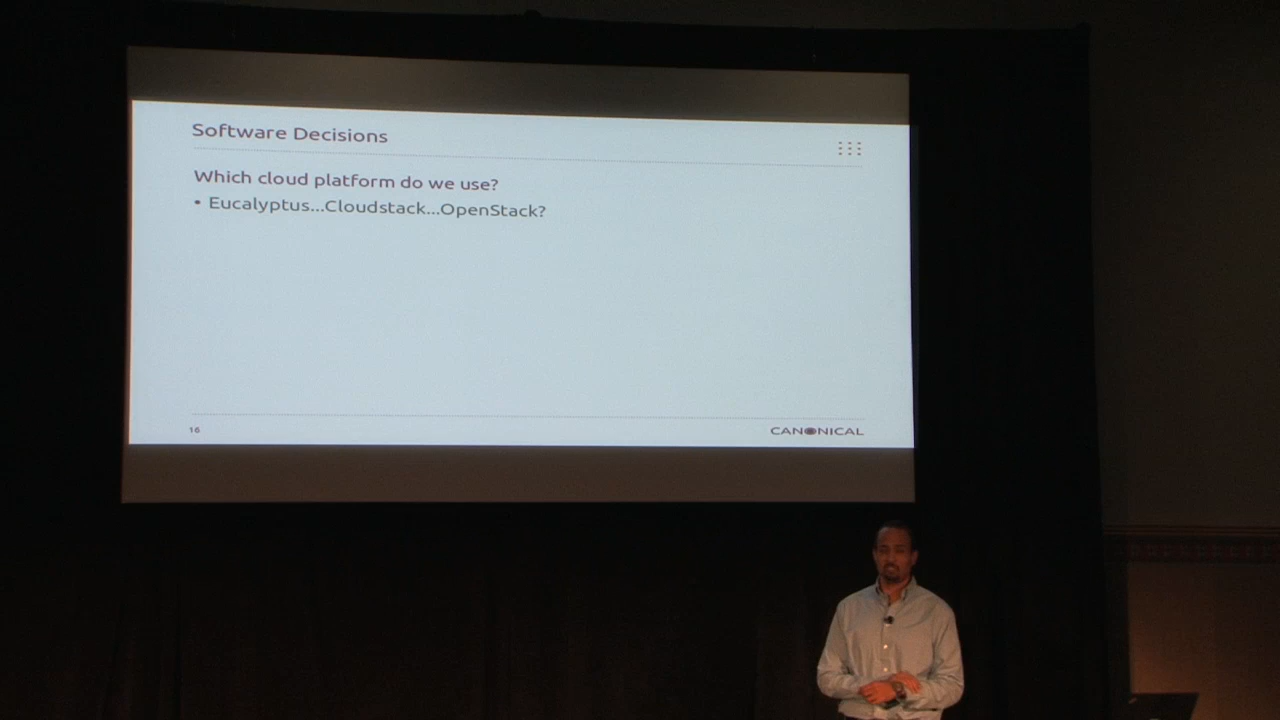 Software Decisions
Which cloud platform do we use?
• Eucalyptus...Cloudstack...OpenStack?
16
CANONICAL